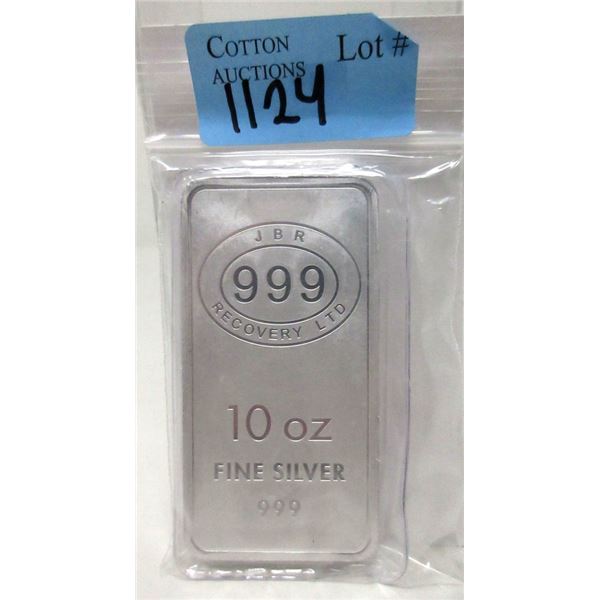 COTTON
AUCTIONS
Lot #
1124
JBR
999
RECOVERY LTD
10 oz
FINE SILVER
999